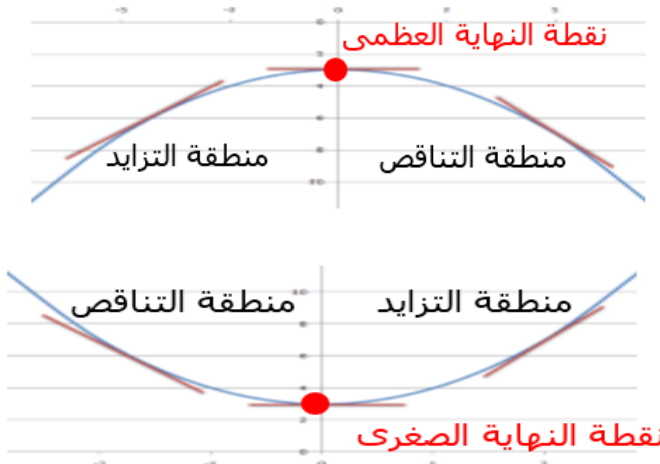 نقطة النهاية العظمى
منطقة التزايد
منطقة التناقص
منطقة التناقص
منطقة التزايد
نقطة النهاية الصغرى